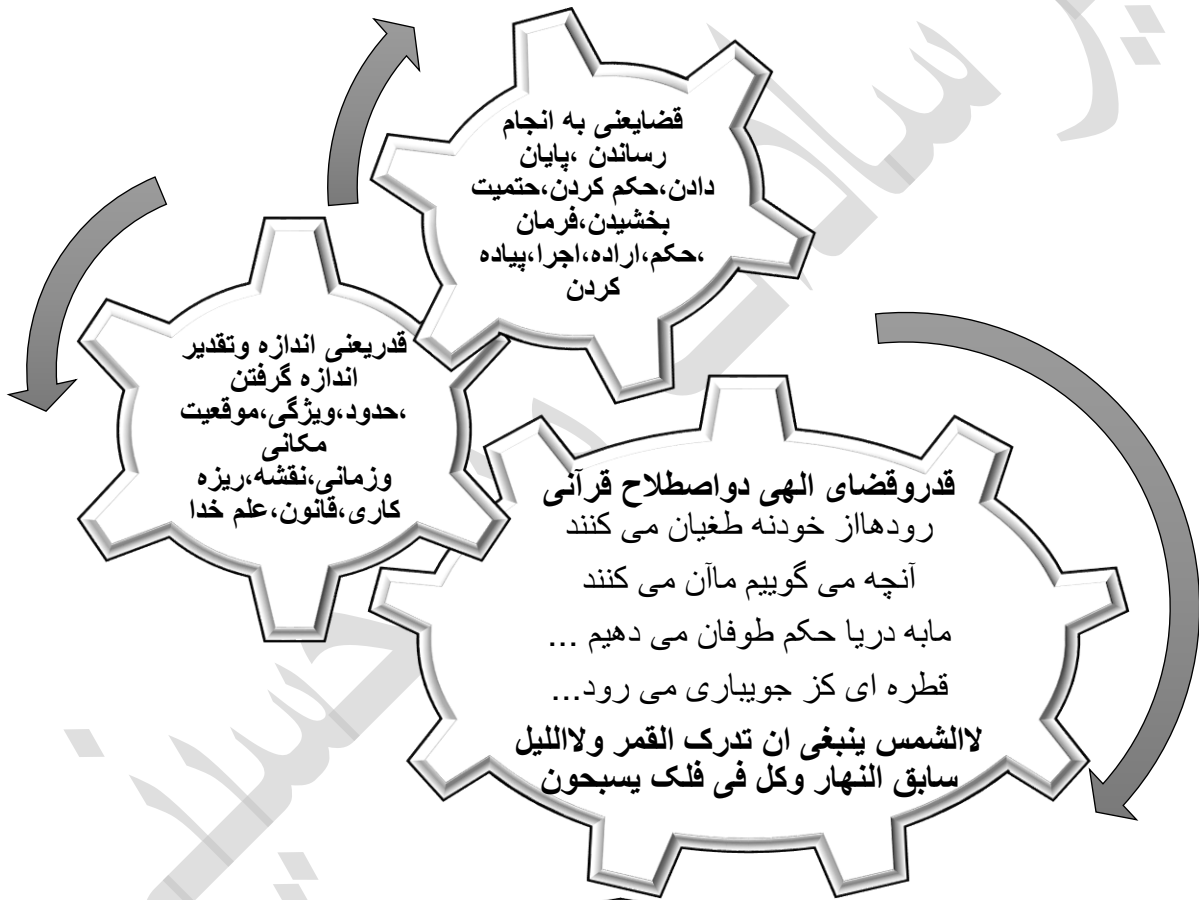 قضایعنی به انجام
رساندن ،پایان
دادن،حکم کردن،حتمیت
بخشیدن،فرمان
،حکم،اراده،اجرا،پیاده
کردن
قدریعنی اندازه وتقدیر
اندازه گرفتن
،حدود،ویژگی،موقعیت
مکانی
وزمانی،نقشه،ریزه
کاری،قانون،علم خدا
قدروقضای الهی دواصطلاح قرآنی
رودهااز خودنه طغیان می کنند
آنچه می گوییم ماآن می کنند
مابه دریا حکم طوفان می دهیم ...
قطره ای کز جویباری می رود...
لاالشمس ینبغی ان تدرک القمر ولااللیل
سابق النهار وکل فی فلک یسبحون